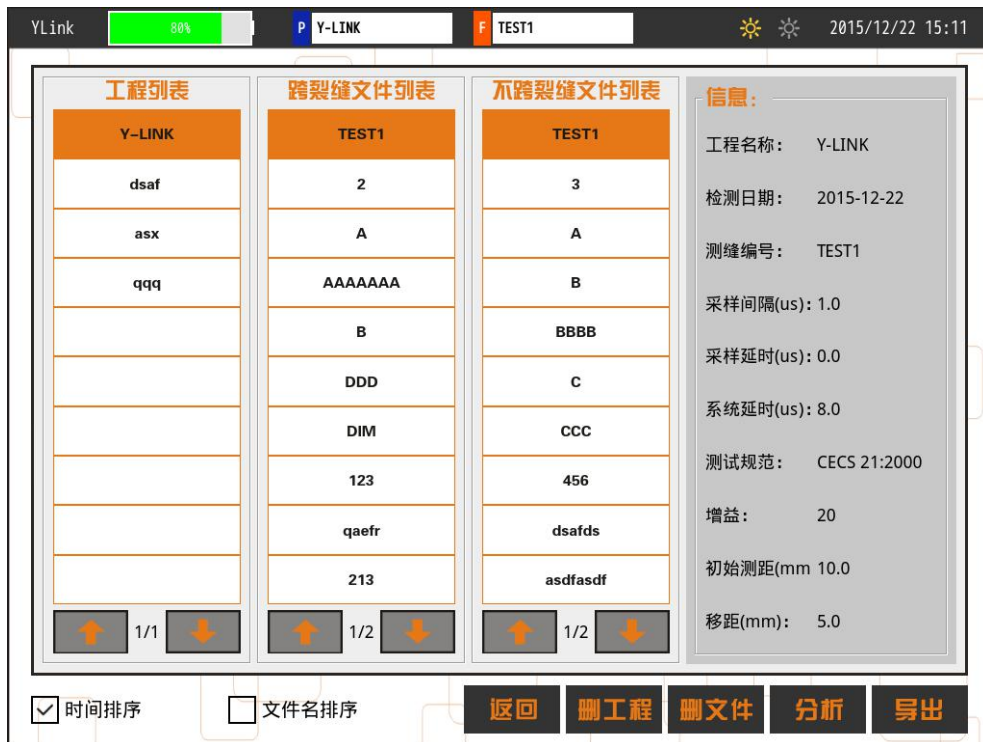 YLink 80% P Y-LINK F TEST1 2015/12/22 15:11
工程列表
Y-LINK
dsaf
asx
qqq
1/1
跨裂缝文件列表
TEST1
2
A
AAAAAAA
B
DDD
DIM
123
qaefr
213
1/2
不跨裂缝文件列表
TEST1
3
A
B
BBBB
C
CCC
456
dsafds
asdfasdf
1/2
信息:
工程名称: Y-LINK
检测日期: 2015-12-22
测缝编号: TEST1
采样间隔(us): 1.0
采样延时(us): 0.0
系统延时(us): 8.0
测试规范: CECS 21:2000
增益: 20
初始测距(mm 10.0
移距(mm): 5.0
时间排序 文件名排序 返回 删工程 删文件 分析 导出